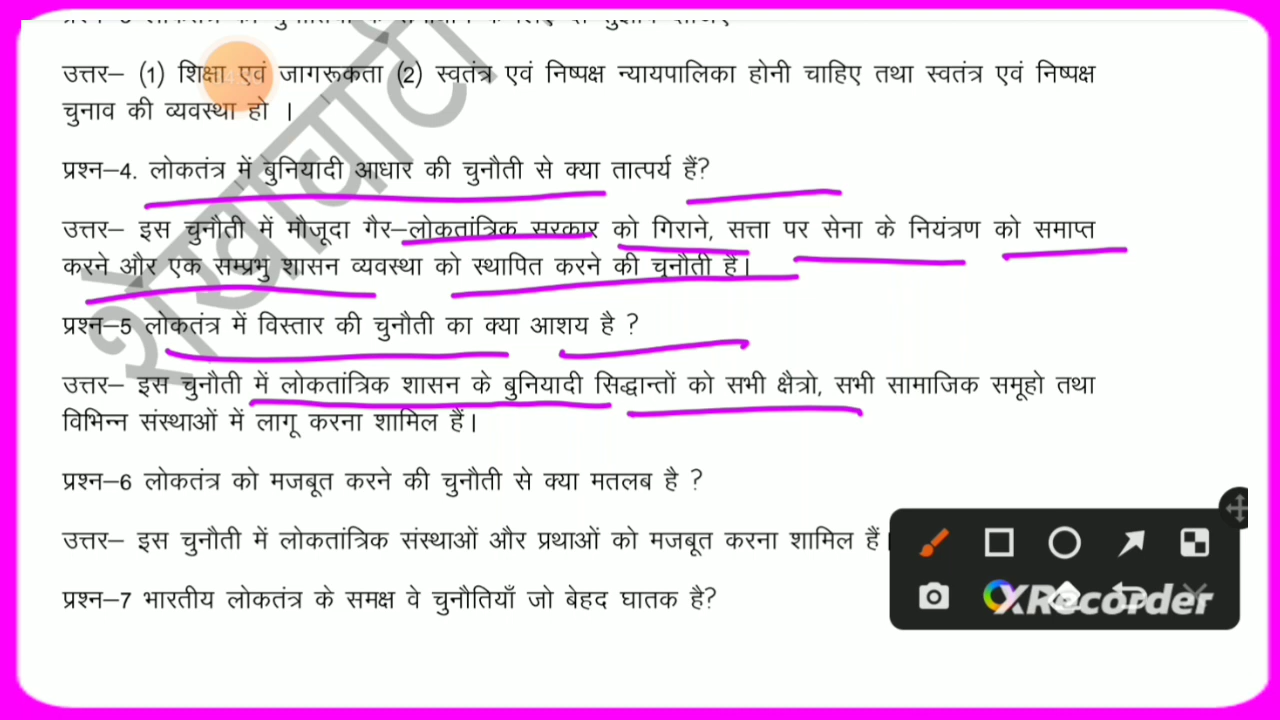 उत्तर– (1) शिक्षा एवं जागरूकता (2) स्वतंत्र एवं निष्पक्ष न्यायपालिका होनी चाहिए तथा स्वतंत्र एवं निष्पक्ष
चुनाव की व्यवस्था हो ।
प्रश्न–4. लोकतंत्र में बुनियादी आधार की चुनौती से क्या तात्पर्य हैं?
उत्तर– इस चुनौती में मौजूदा गैर–लोकतांत्रिक सरकार को गिराने, सत्ता पर सेना के नियंत्रण को समाप्त
करने और एक सम्प्रभु शासन व्यवस्था को स्थापित करने की चुनौती हैं।
प्रश्न–5 लोकतंत्र में विस्तार की चुनौती का क्या आशय है ?
उत्तर– इस चुनौती में लोकतांत्रिक शासन के बुनियादी सिद्धान्तों को सभी क्षैत्रो, सभी सामाजिक समूहो तथा
विभिन्न संस्थाओं में लागू करना शामिल हैं।
प्रश्न–6 लोकतंत्र को मजबूत करने की चुनौती से क्या मतलब है ?
उत्तर– इस चुनौती में लोकतांत्रिक संस्थाओं और प्रथाओं को मजबूत करना शामिल हैं।
प्रश्न–7 भारतीय लोकतंत्र के समक्ष वे चुनौतियाँ जो बेहद घातक है?
शेखावाटी
XRecorder